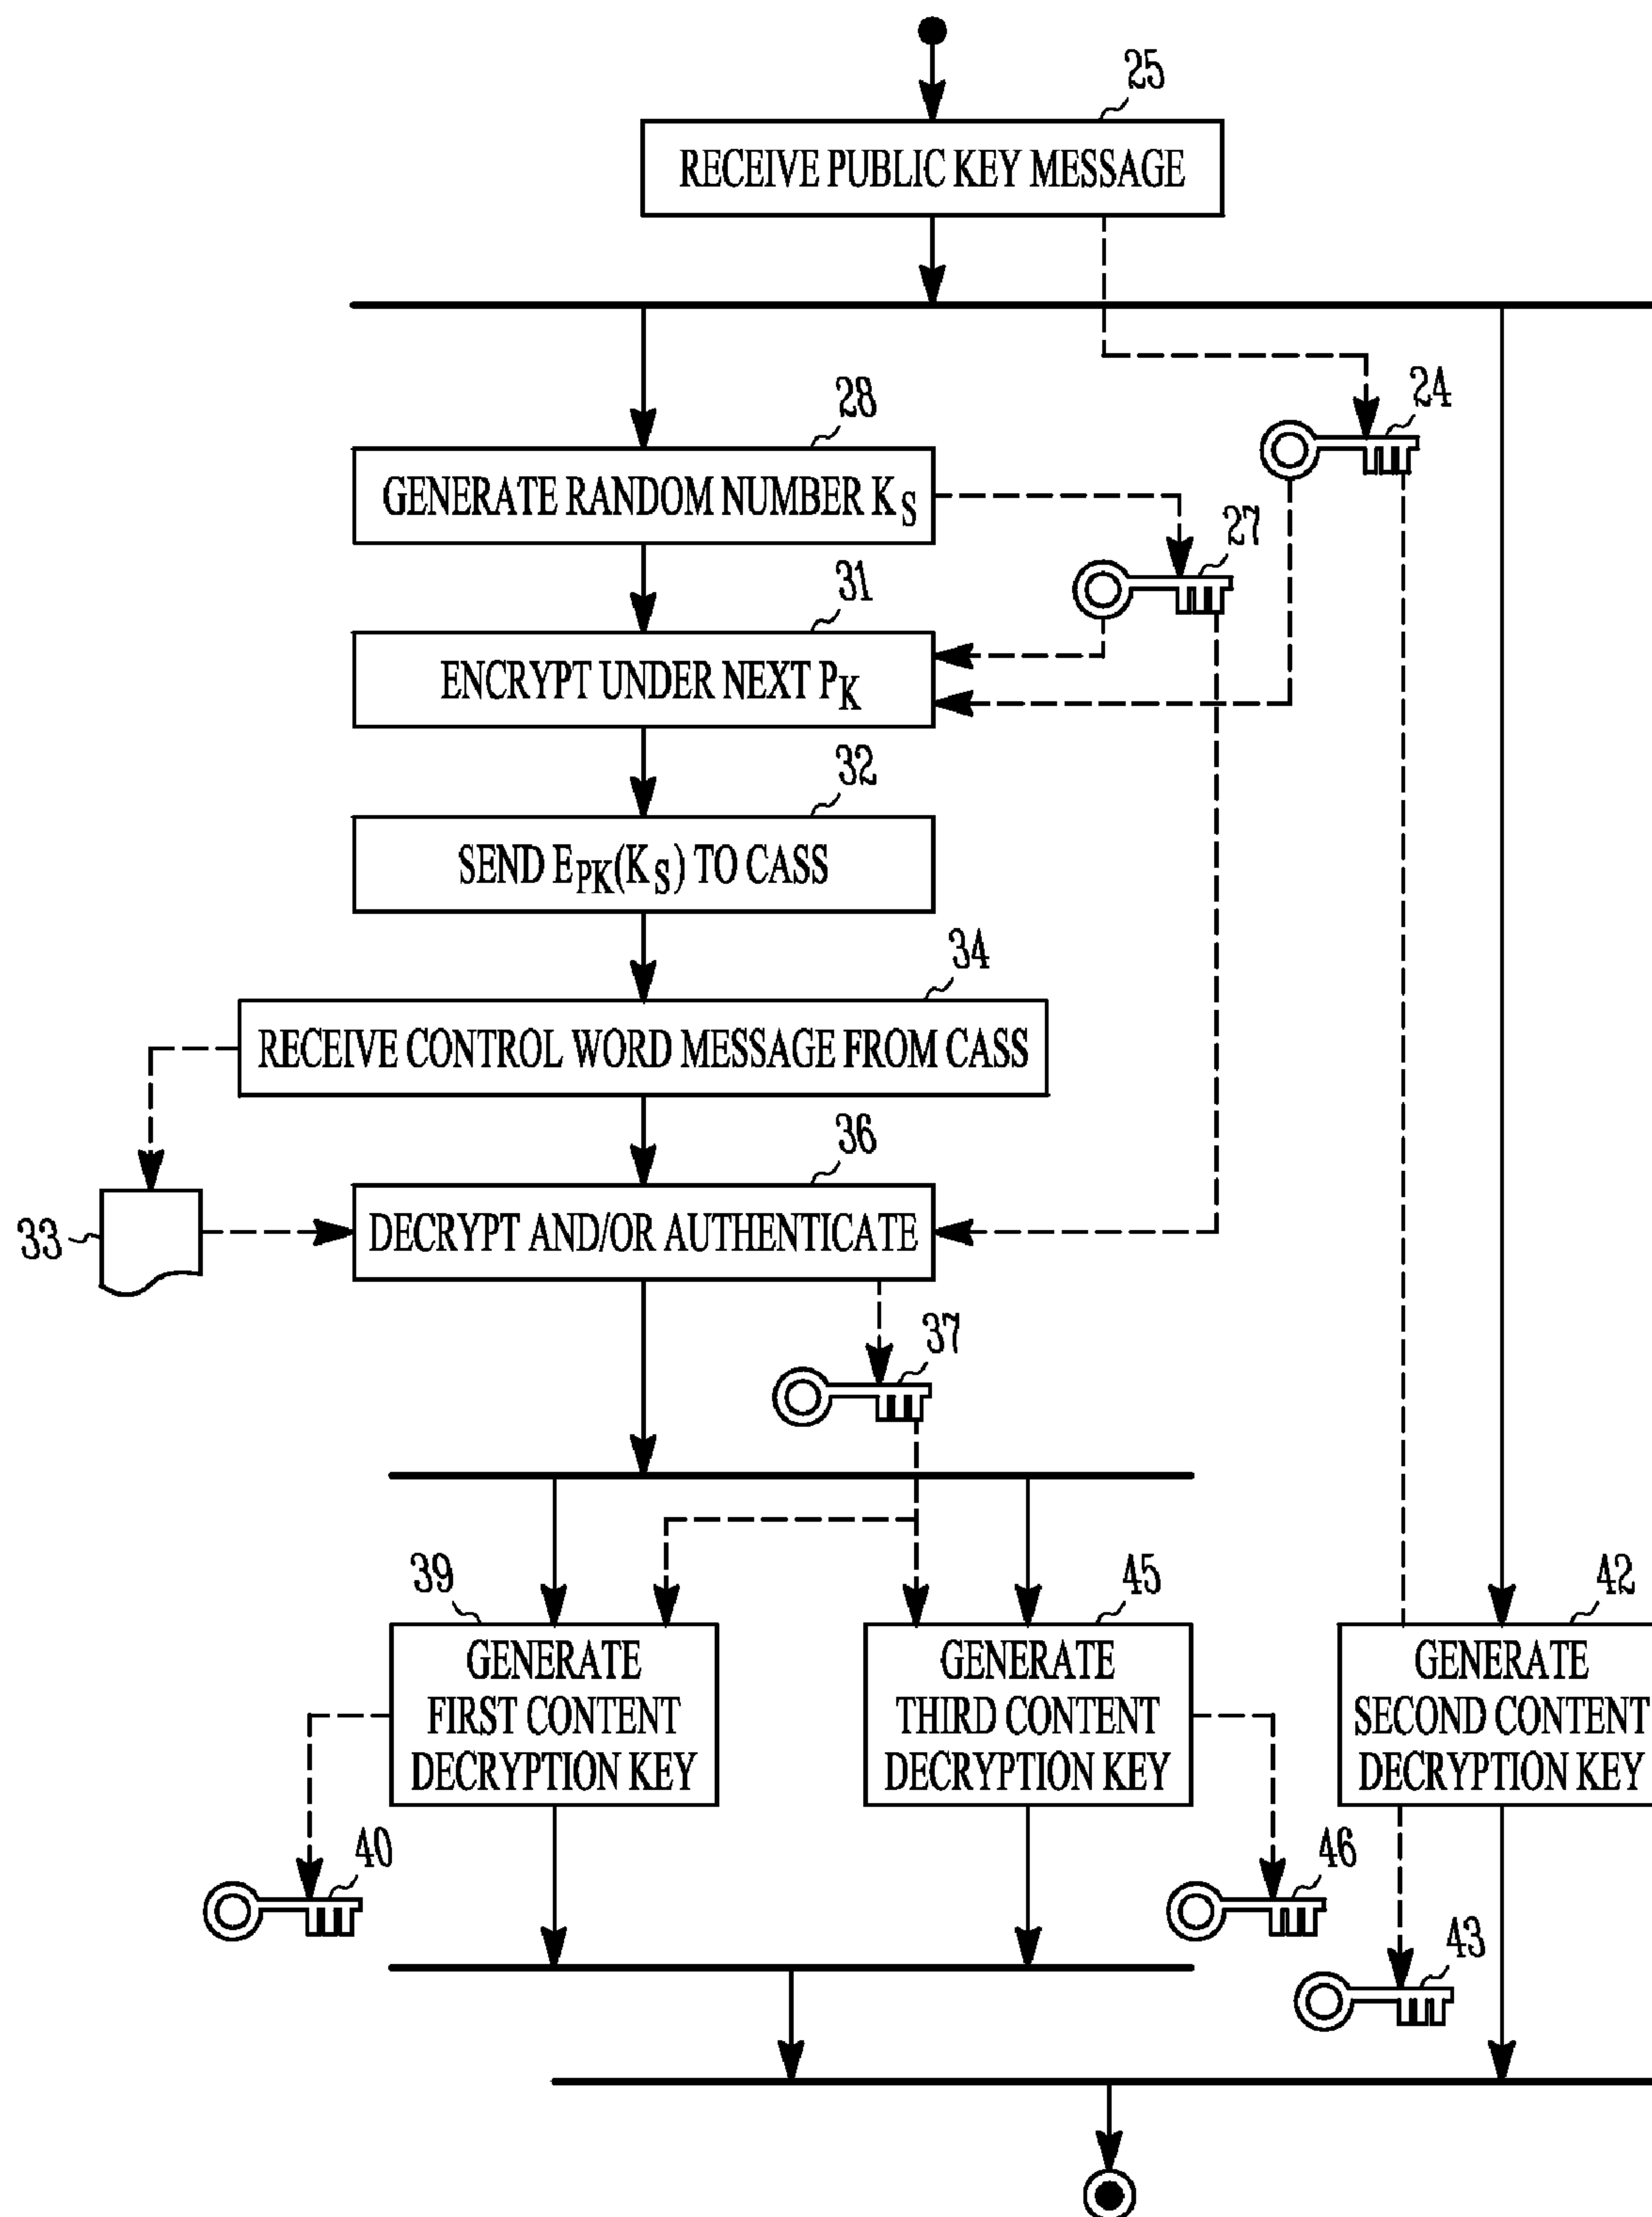 25
RECEIVE PUBLIC KEY MESSAGE
24
28
GENERATE RANDOM NUMBER K S
27
31
ENCRYPT UNDER NEXT PK
32
SEND EPK(K S) TO CASS
34
RECEIVE CONTROL WORD MESSAGE FROM CASS
36
33
DECRYPT AND/OR AUTHENTICATE
37
39
GENERATE
FIRST CONTENT
DECRYPTION KEY
45
GENERATE
THIRD CONTENT
DECRYPTION KEY
42
GENERATE
SECOND CONTENT
DECRYPTION KEY
40
46
43